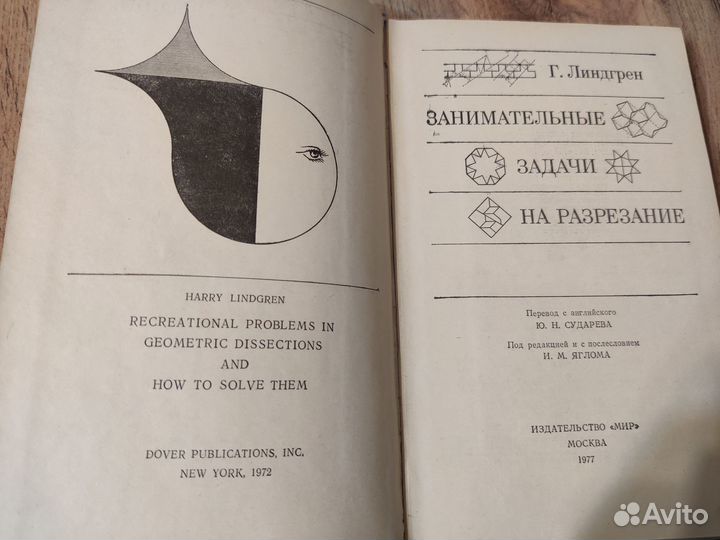 HARRY LINDGREN
RECREATIONAL PROBLEMS IN
GEOMETRIC DISSECTIONS
AND
HOW TO SOLVE THEM
DOVER PUBLICATIONS, INC.
NEW YORK, 1972
Г. Линдгрен
ЗАНИМАТЕЛЬНЫЕ
ЗАДАЧИ
НА РАЗРЕЗАНИЕ
Перевод с английского
Ю. Н. СУДАРЕВА
Под редакцией и с послесловием
И. М. ЯГЛОМА
ИЗДАТЕЛЬСТВО «МИР»
МОСКВА
1977
Avito